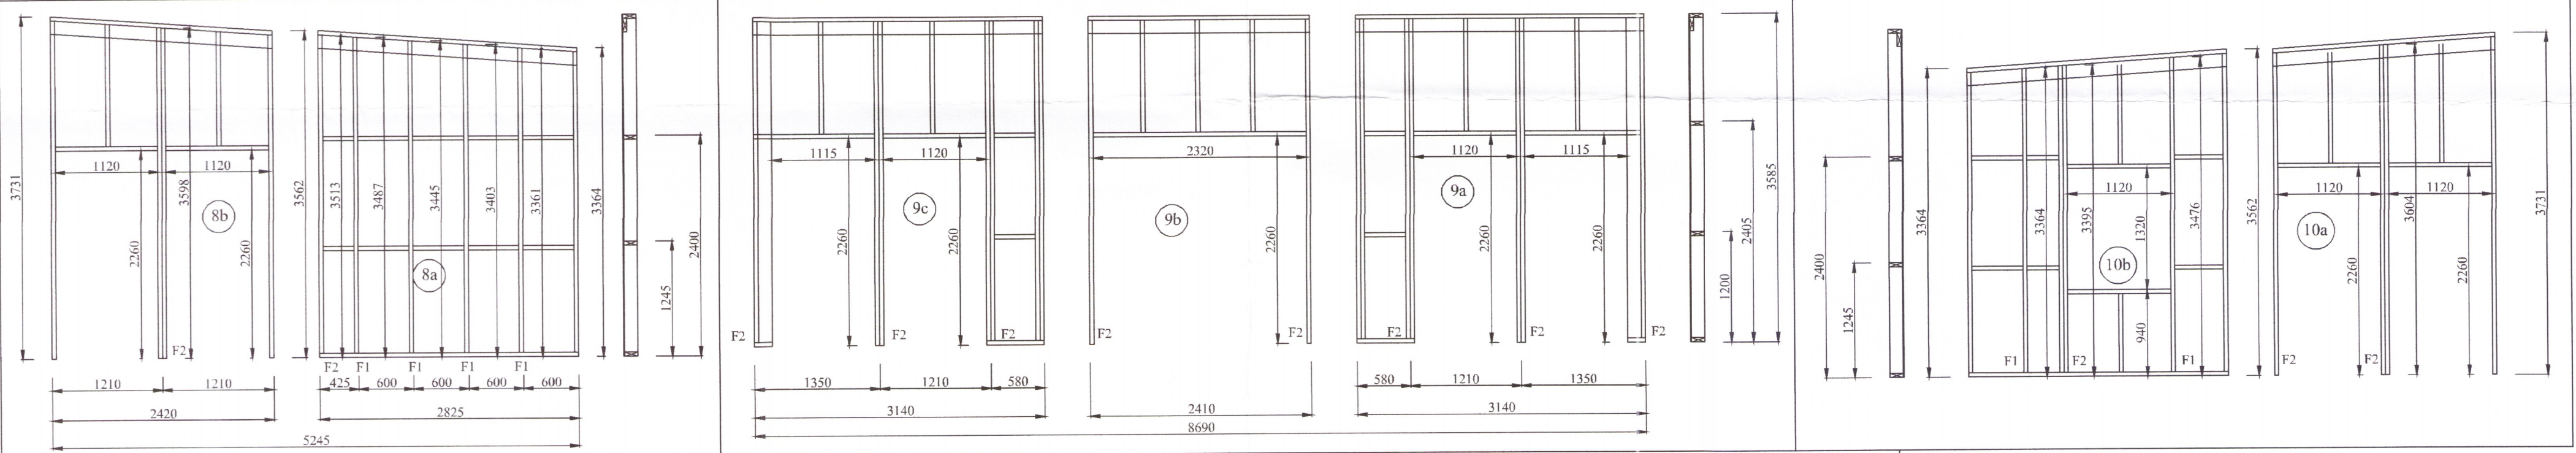 3731
1120
1120
3598
8b
2260
2260
F2
1210
1210
2420
5245
3562
3513
3487
3445
3403
3361
3364
8a
F2
F1
F1
F1
F1
425
600
600
600
600
2825
2400
1245
1115
1120
9c
2260
2260
F2
F2
F2
1350
1210
580
3140
2320
9b
2260
F2
F2
2410
8690
1120
1115
9a
2260
2260
F2
F2
F2
580
1210
1350
3140
3585
2405
1200
2400
1245
3364
3364
3395
1120
1320
3476
10b
940
F1
F2
F1
3562
1120
1120
3604
10a
2260
2260
F2
F2
3731